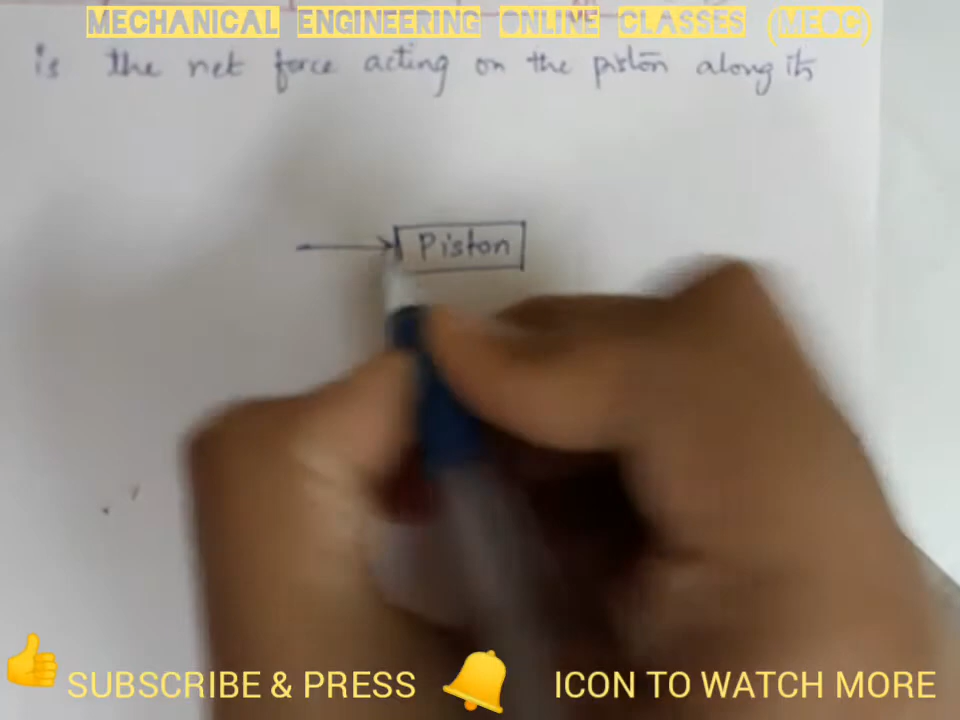 MECHANICAL ENGINEERING ONLINE CLASSES (MEOC)
is the net force acting on the piston along its
Piston
SUBSCRIBE & PRESS ICON TO WATCH MORE